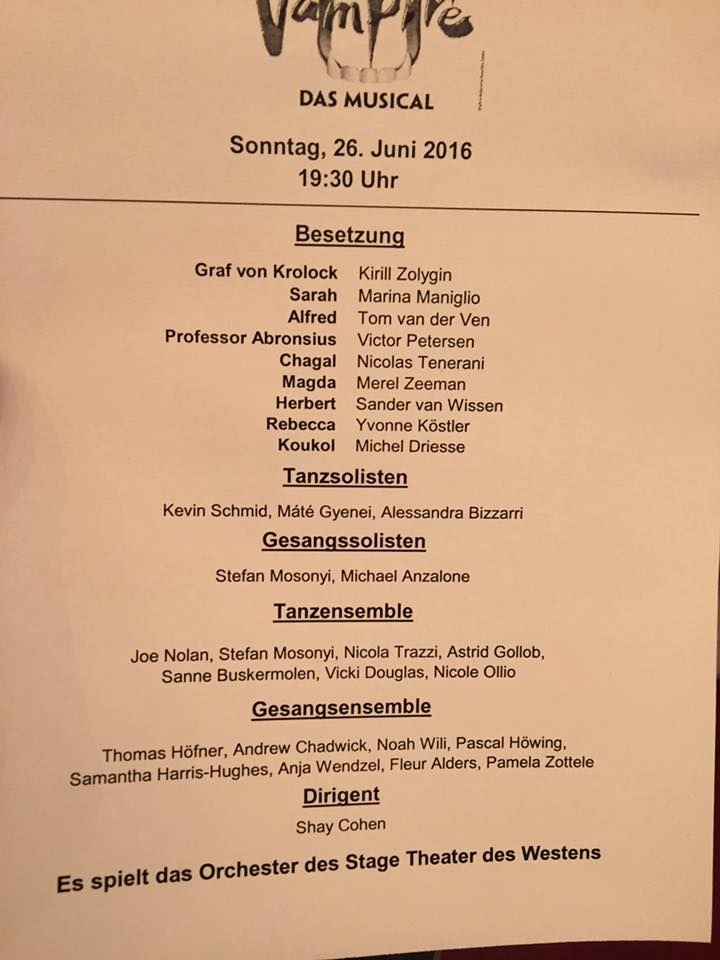 Vampire
DAS MUSICAL
Sonntag, 26. Juni 2016
19:30 Uhr
Besetzung
Graf von Krolock Kirill Zolygin
Sarah Marina Maniglio
Alfred Tom van der Ven
Professor Abronsius Victor Petersen
Chagal Nicolas Tenerani
Magda Merel Zeeman
Herbert Sander van Wissen
Rebecca Yvonne Köstler
Koukol Michel Driesse
Tanzsolisten
Kevin Schmid, Máté Gyenei, Alessandra Bizzarri
Gesangssolisten
Stefan Mosonyi, Michael Anzalone
Tanzensemble
Joe Nolan, Stefan Mosonyi, Nicola Trazzi, Astrid Gollob,
Sanne Buskermolen, Vicki Douglas, Nicole Ollio
Gesangsensemble
Thomas Höfner, Andrew Chadwick, Noah Wili, Pascal Höwing,
Samantha Harris-Hughes, Anja Wendzel, Fleur Alders, Pamela Zottele
Dirigent
Shay Cohen
Es spielt das Orchester des Stage Theater des Westens